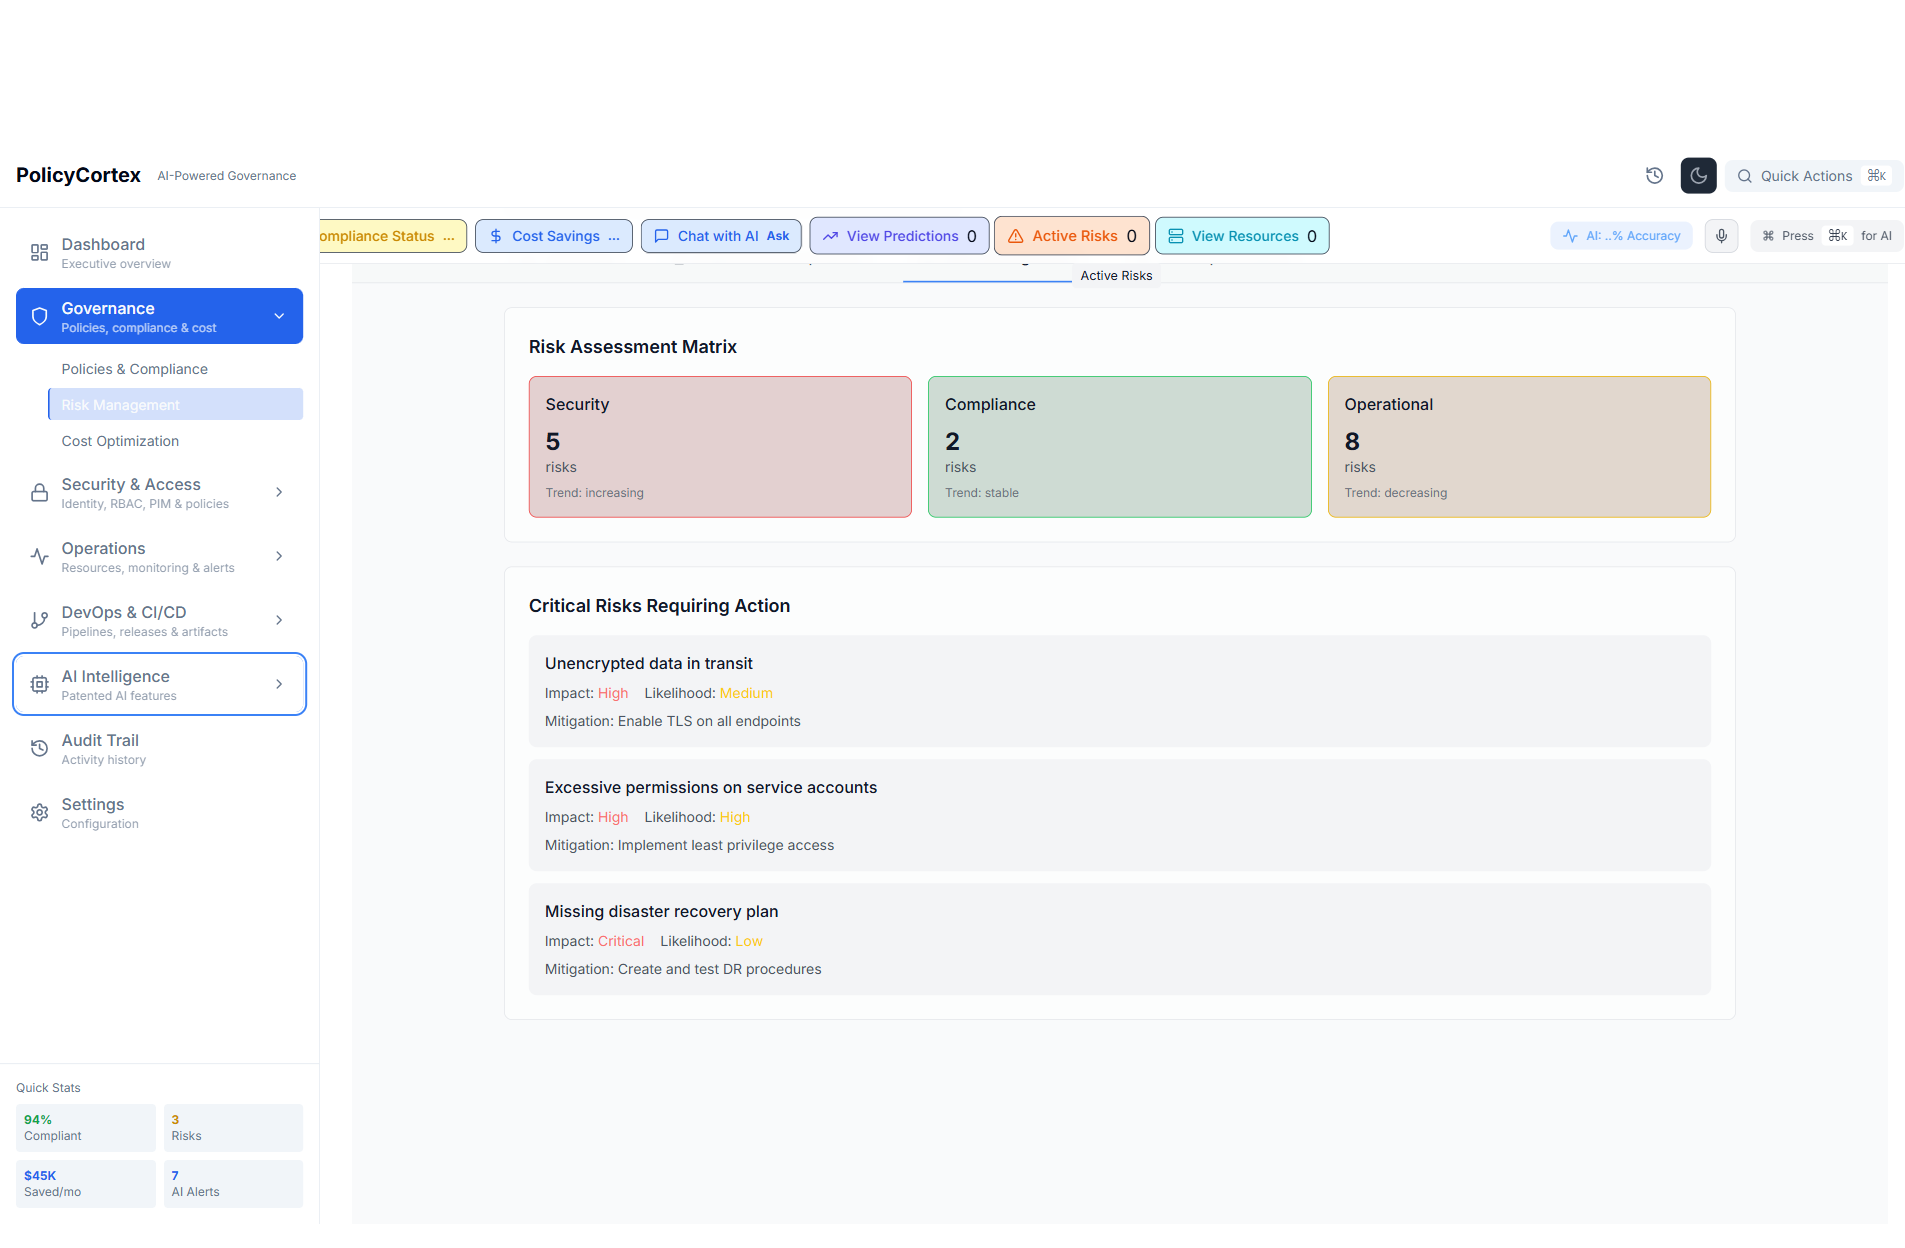 PolicyCortex AI-Powered Governance
Quick Actions ⌘K
Dashboard
Executive overview
Governance
Policies, compliance & cost
Policies & Compliance
Risk Management
Cost Optimization
Security & Access
Identity, RBAC, PIM & policies
Operations
Resources, monitoring & alerts
DevOps & CI/CD
Pipelines, releases & artifacts
AI Intelligence
Patented AI features
Audit Trail
Activity history
Settings
Configuration
Quick Stats
94%
Compliant
3
Risks
$45K
Saved/mo
7
AI Alerts
ompliance Status ...
Cost Savings ...
Chat with AI Ask
View Predictions 0
Active Risks 0
View Resources 0
AI: ..% Accuracy
⌘ Press ⌘K for AI
Active Risks
Risk Assessment Matrix
Security
5
risks
Trend: increasing
Compliance
2
risks
Trend: stable
Operational
8
risks
Trend: decreasing
Critical Risks Requiring Action
Unencrypted data in transit
Impact: High Likelihood: Medium
Mitigation: Enable TLS on all endpoints
Excessive permissions on service accounts
Impact: High Likelihood: High
Mitigation: Implement least privilege access
Missing disaster recovery plan
Impact: Critical Likelihood: Low
Mitigation: Create and test DR procedures